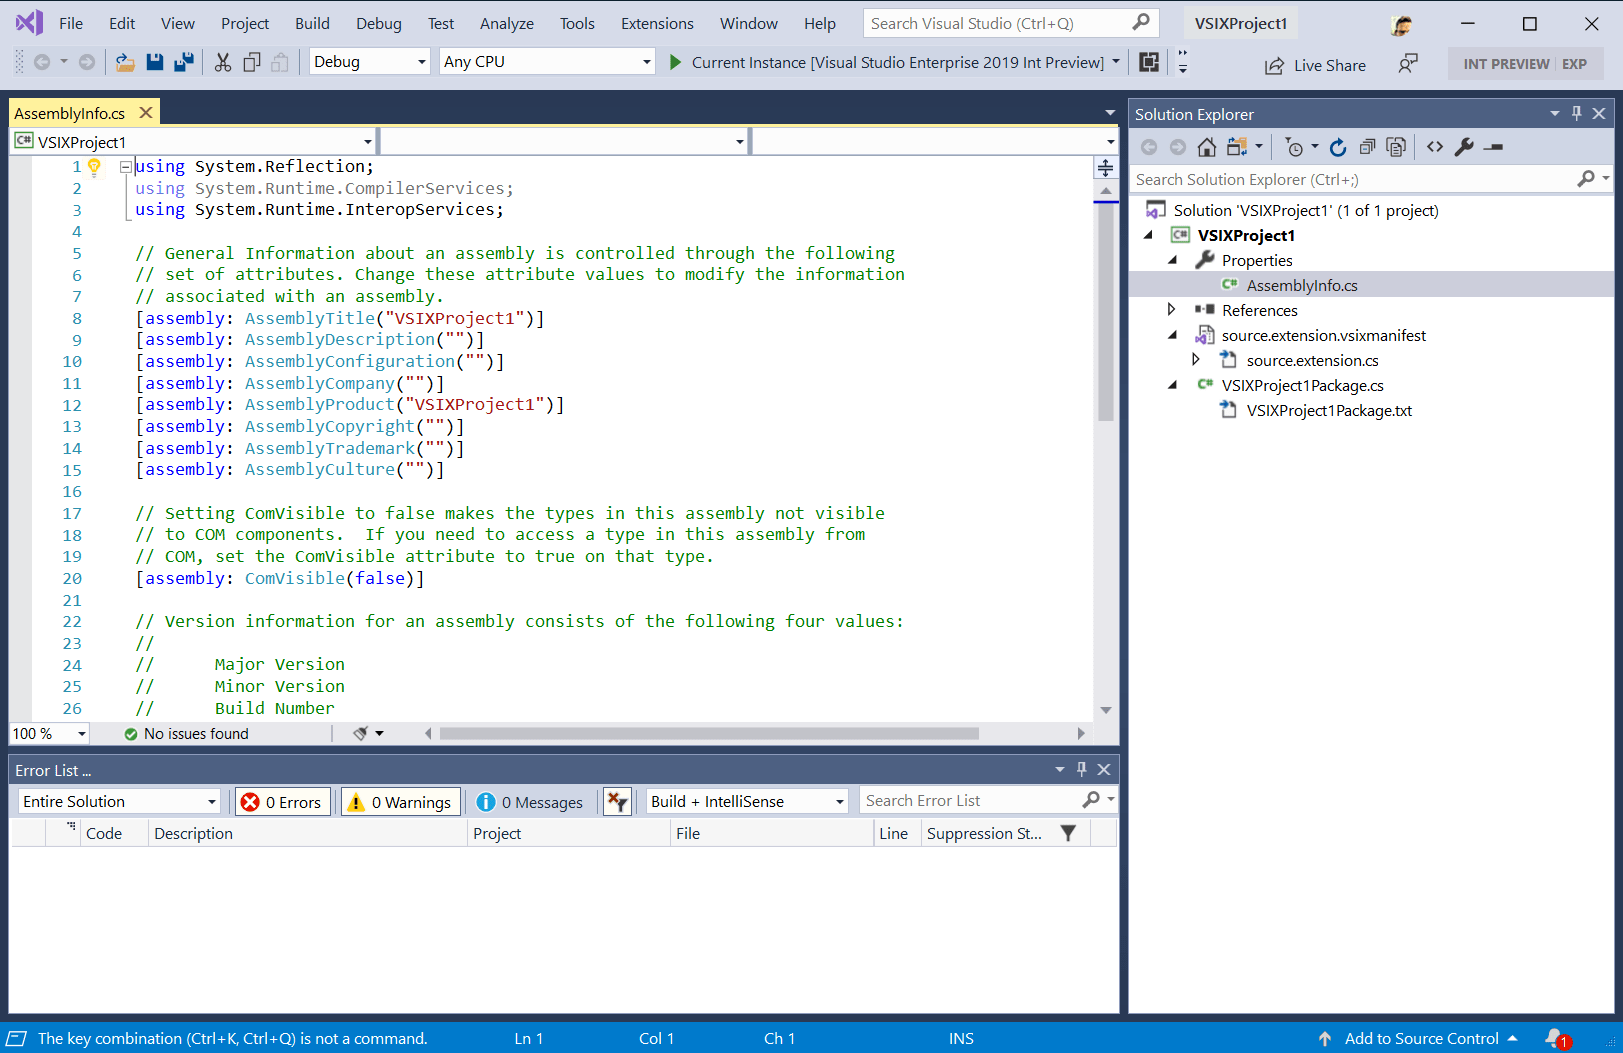 File Edit View Project Build Debug Test Analyze Tools Extensions Window Help Search Visual Studio (Ctrl+Q) VSIXProject1
Debug Any CPU Current Instance [Visual Studio Enterprise 2019 Int Preview] Live Share INT PREVIEW EXP
AssemblyInfo.cs
C# VSIXProject1
1 using System.Reflection;
2 using System.Runtime.CompilerServices;
3 using System.Runtime.InteropServices;
4
5 // General Information about an assembly is controlled through the following
6 // set of attributes. Change these attribute values to modify the information
7 // associated with an assembly.
8 [assembly: AssemblyTitle("VSIXProject1")]
9 [assembly: AssemblyDescription("")]
10 [assembly: AssemblyConfiguration("")]
11 [assembly: AssemblyCompany("")]
12 [assembly: AssemblyProduct("VSIXProject1")]
13 [assembly: AssemblyCopyright("")]
14 [assembly: AssemblyTrademark("")]
15 [assembly: AssemblyCulture("")]
16
17 // Setting ComVisible to false makes the types in this assembly not visible
18 // to COM components.  If you need to access a type in this assembly from
19 // COM, set the ComVisible attribute to true on that type.
20 [assembly: ComVisible(false)]
21
22 // Version information for an assembly consists of the following four values:
23 //
24 //      Major Version
25 //      Minor Version
26 //      Build Number
100 % No issues found
Solution Explorer
Search Solution Explorer (Ctrl+;)
Solution 'VSIXProject1' (1 of 1 project)
C# VSIXProject1
Properties
C# AssemblyInfo.cs
References
source.extension.vsixmanifest
source.extension.cs
C# VSIXProject1Package.cs
VSIXProject1Package.txt
Error List ...
Entire Solution 0 Errors 0 Warnings 0 Messages Build + IntelliSense Search Error List
Code Description Project File Line Suppression St...
The key combination (Ctrl+K, Ctrl+Q) is not a command. Ln 1 Col 1 Ch 1 INS Add to Source Control 1